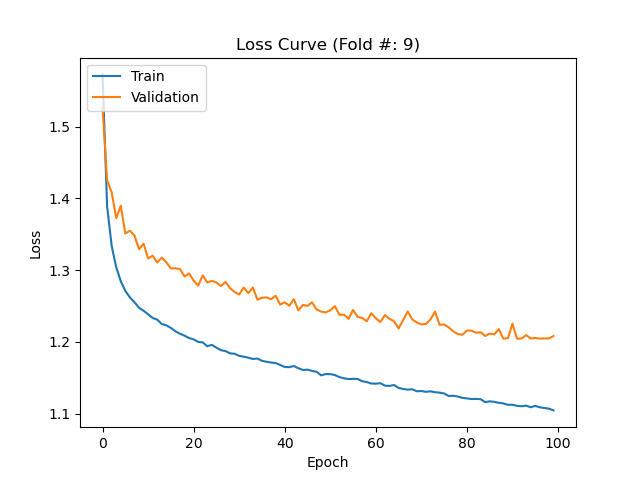 Loss Curve (Fold #: 9)
Train
Validation
1.5
1.4
1.3
1.2
1.1
Loss
0 20 40 60 80 100
Epoch